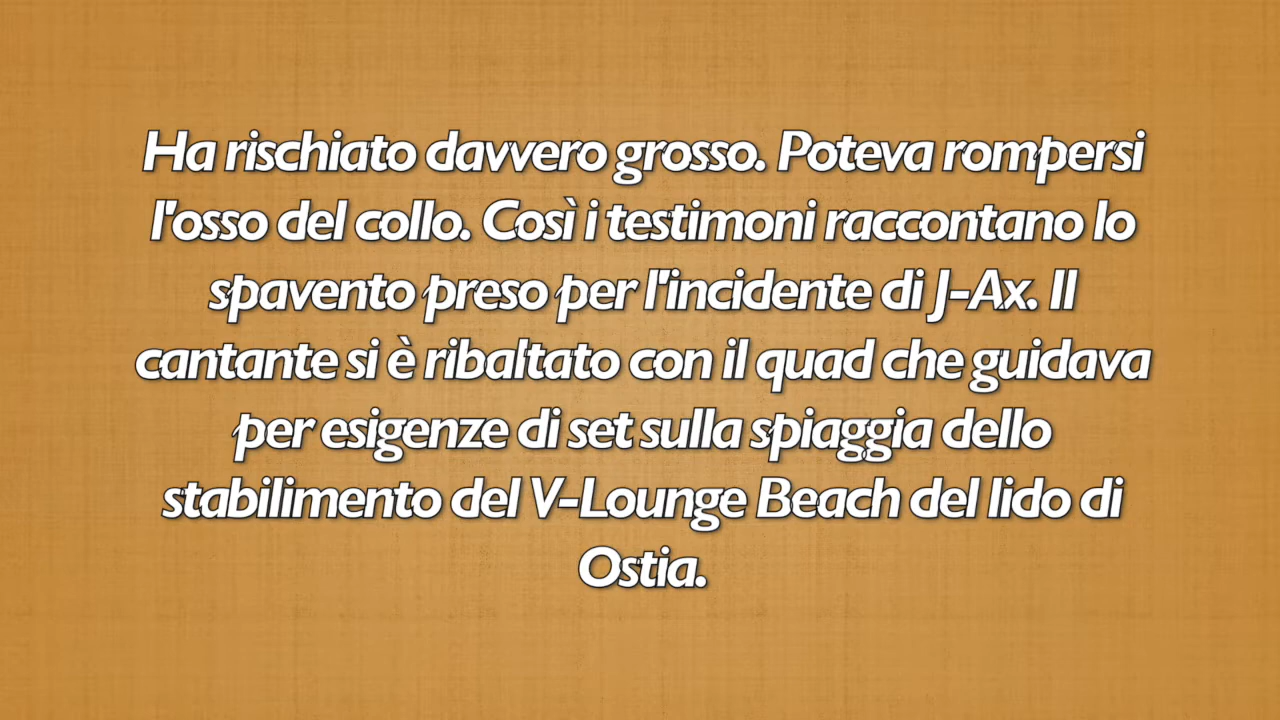 Ha rischiato davvero grosso. Poteva rompersi
l'osso del collo. Così i testimoni raccontano lo
spavento preso per l'incidente di J-Ax. Il
cantante si è ribaltato con il quad che guidava
per esigenze di set sulla spiaggia dello
stabilimento del V-Lounge Beach del lido di
Ostia.